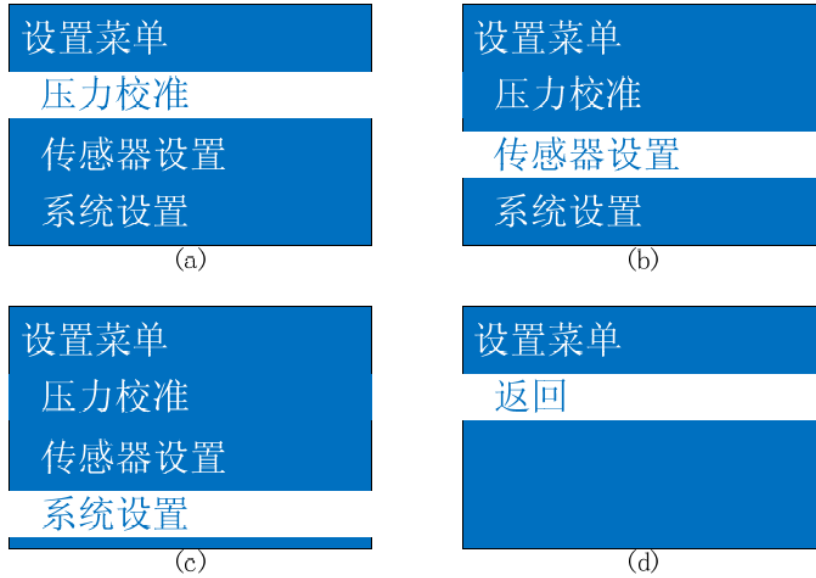 设置菜单
压力校准
传感器设置
系统设置
(a)
设置菜单
压力校准
传感器设置
系统设置
(b)
设置菜单
压力校准
传感器设置
系统设置
(c)
设置菜单
返回
(d)